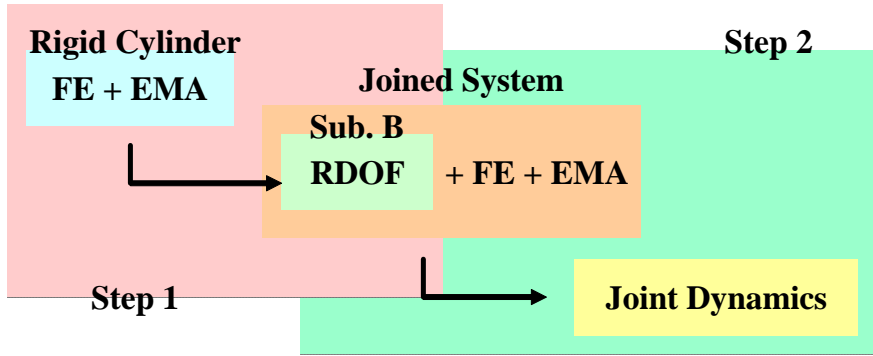 Rigid Cylinder
FE + EMA
Step 2
Joined System
Sub. B
RDOF + FE + EMA
Step 1
Joint Dynamics